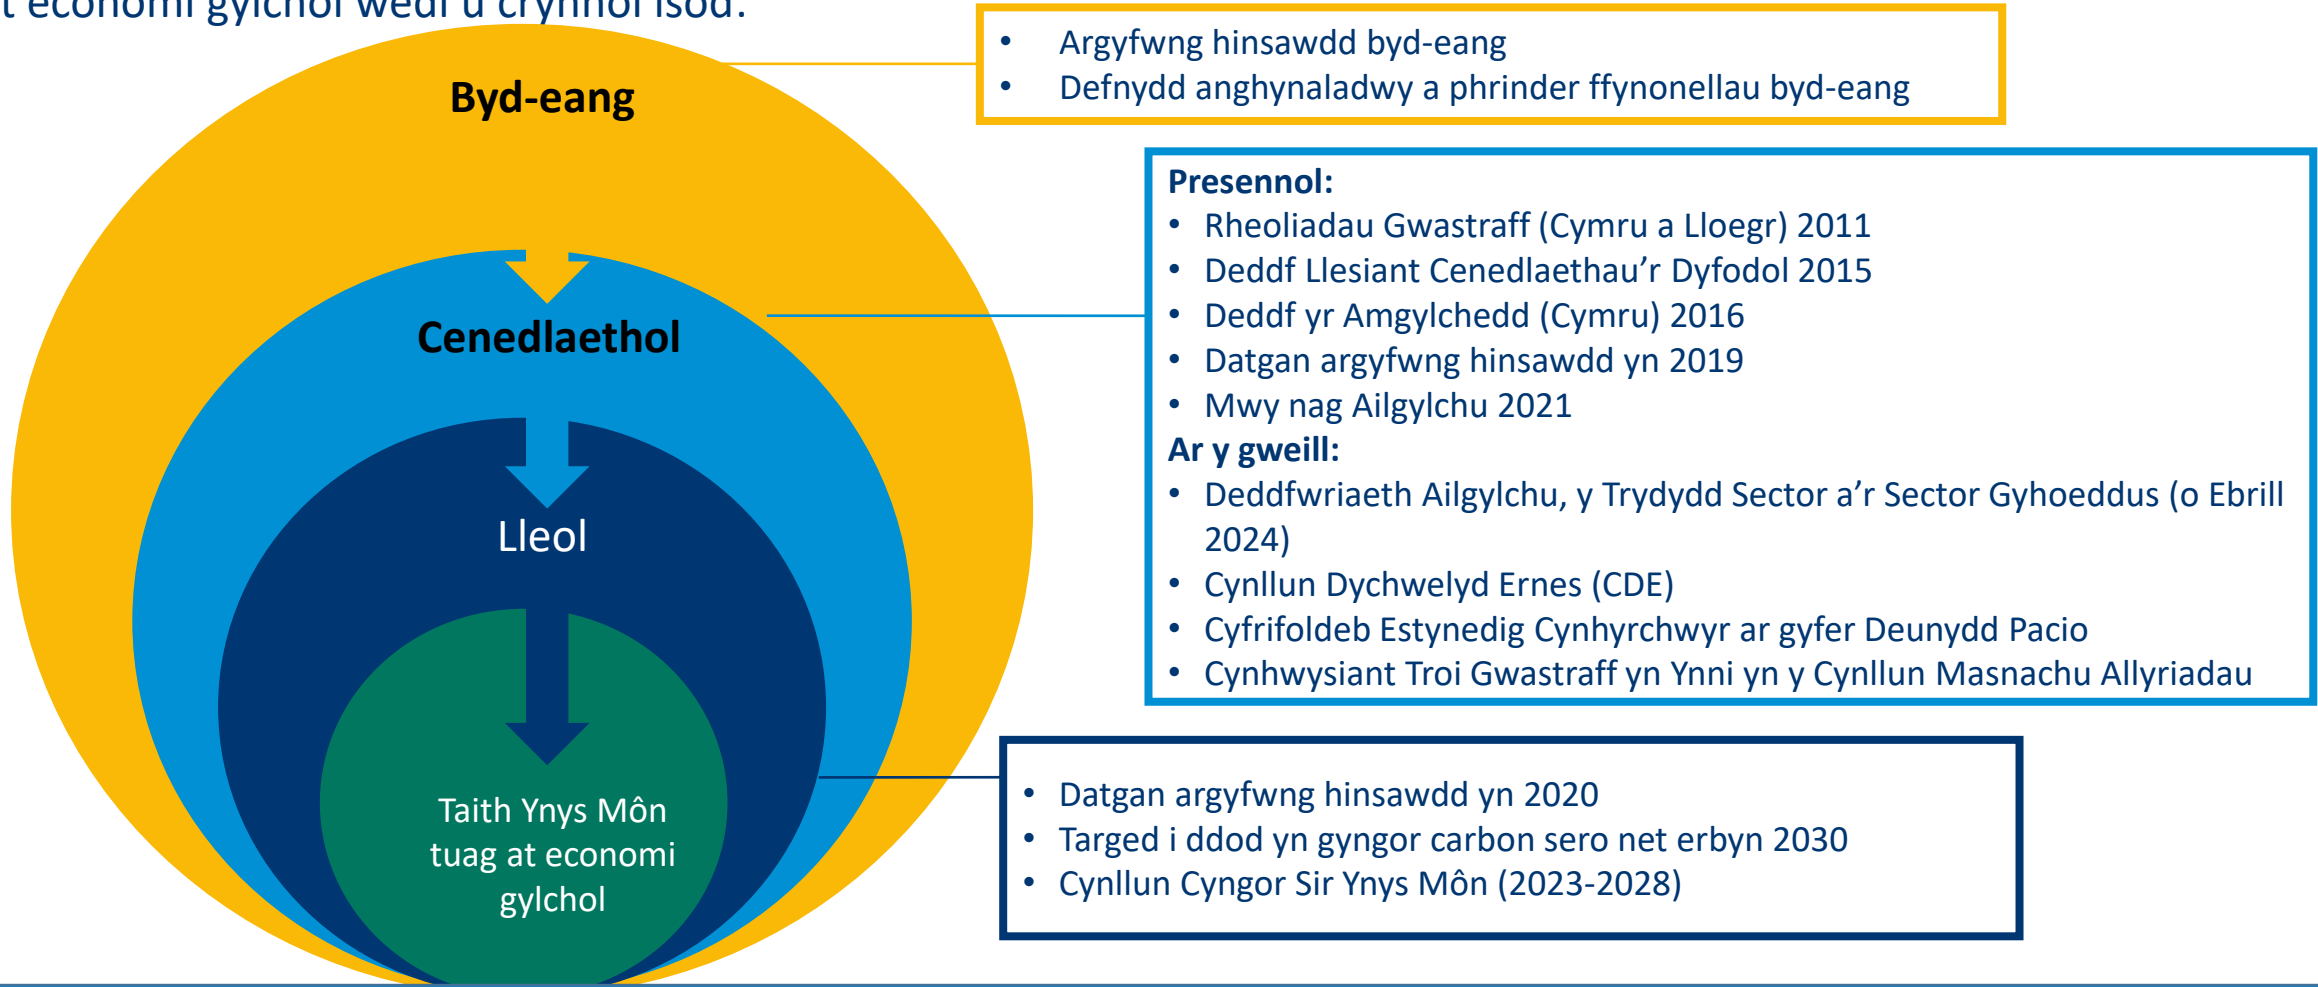 t economi gylchol wedi'u crynhoi isod.
Byd-eang
Cenedlaethol
Lleol
Taith Ynys Môn
tuag at economi
gylchol
• Argyfwng hinsawdd byd-eang
• Defnydd anghynaladwy a phrinder ffynonellau byd-eang
Presennol:
• Rheoliadau Gwastraff (Cymru a Lloegr) 2011
• Deddf Llesiant Cenedlaethau’r Dyfodol 2015
• Deddf yr Amgylchedd (Cymru) 2016
• Datgan argyfwng hinsawdd yn 2019
• Mwy nag Ailgylchu 2021
Ar y gweill:
• Deddfwriaeth Ailgylchu, y Trydydd Sector a’r Sector Gyhoeddus (o Ebrill
2024)
• Cynllun Dychwelyd Ernes (CDE)
• Cyfrifoldeb Estynedig Cynhyrchwyr ar gyfer Deunydd Pacio
• Cynhwysiant Troi Gwastraff yn Ynni yn y Cynllun Masnachu Allyriadau
• Datgan argyfwng hinsawdd yn 2020
• Targed i ddod yn gyngor carbon sero net erbyn 2030
• Cynllun Cyngor Sir Ynys Môn (2023-2028)